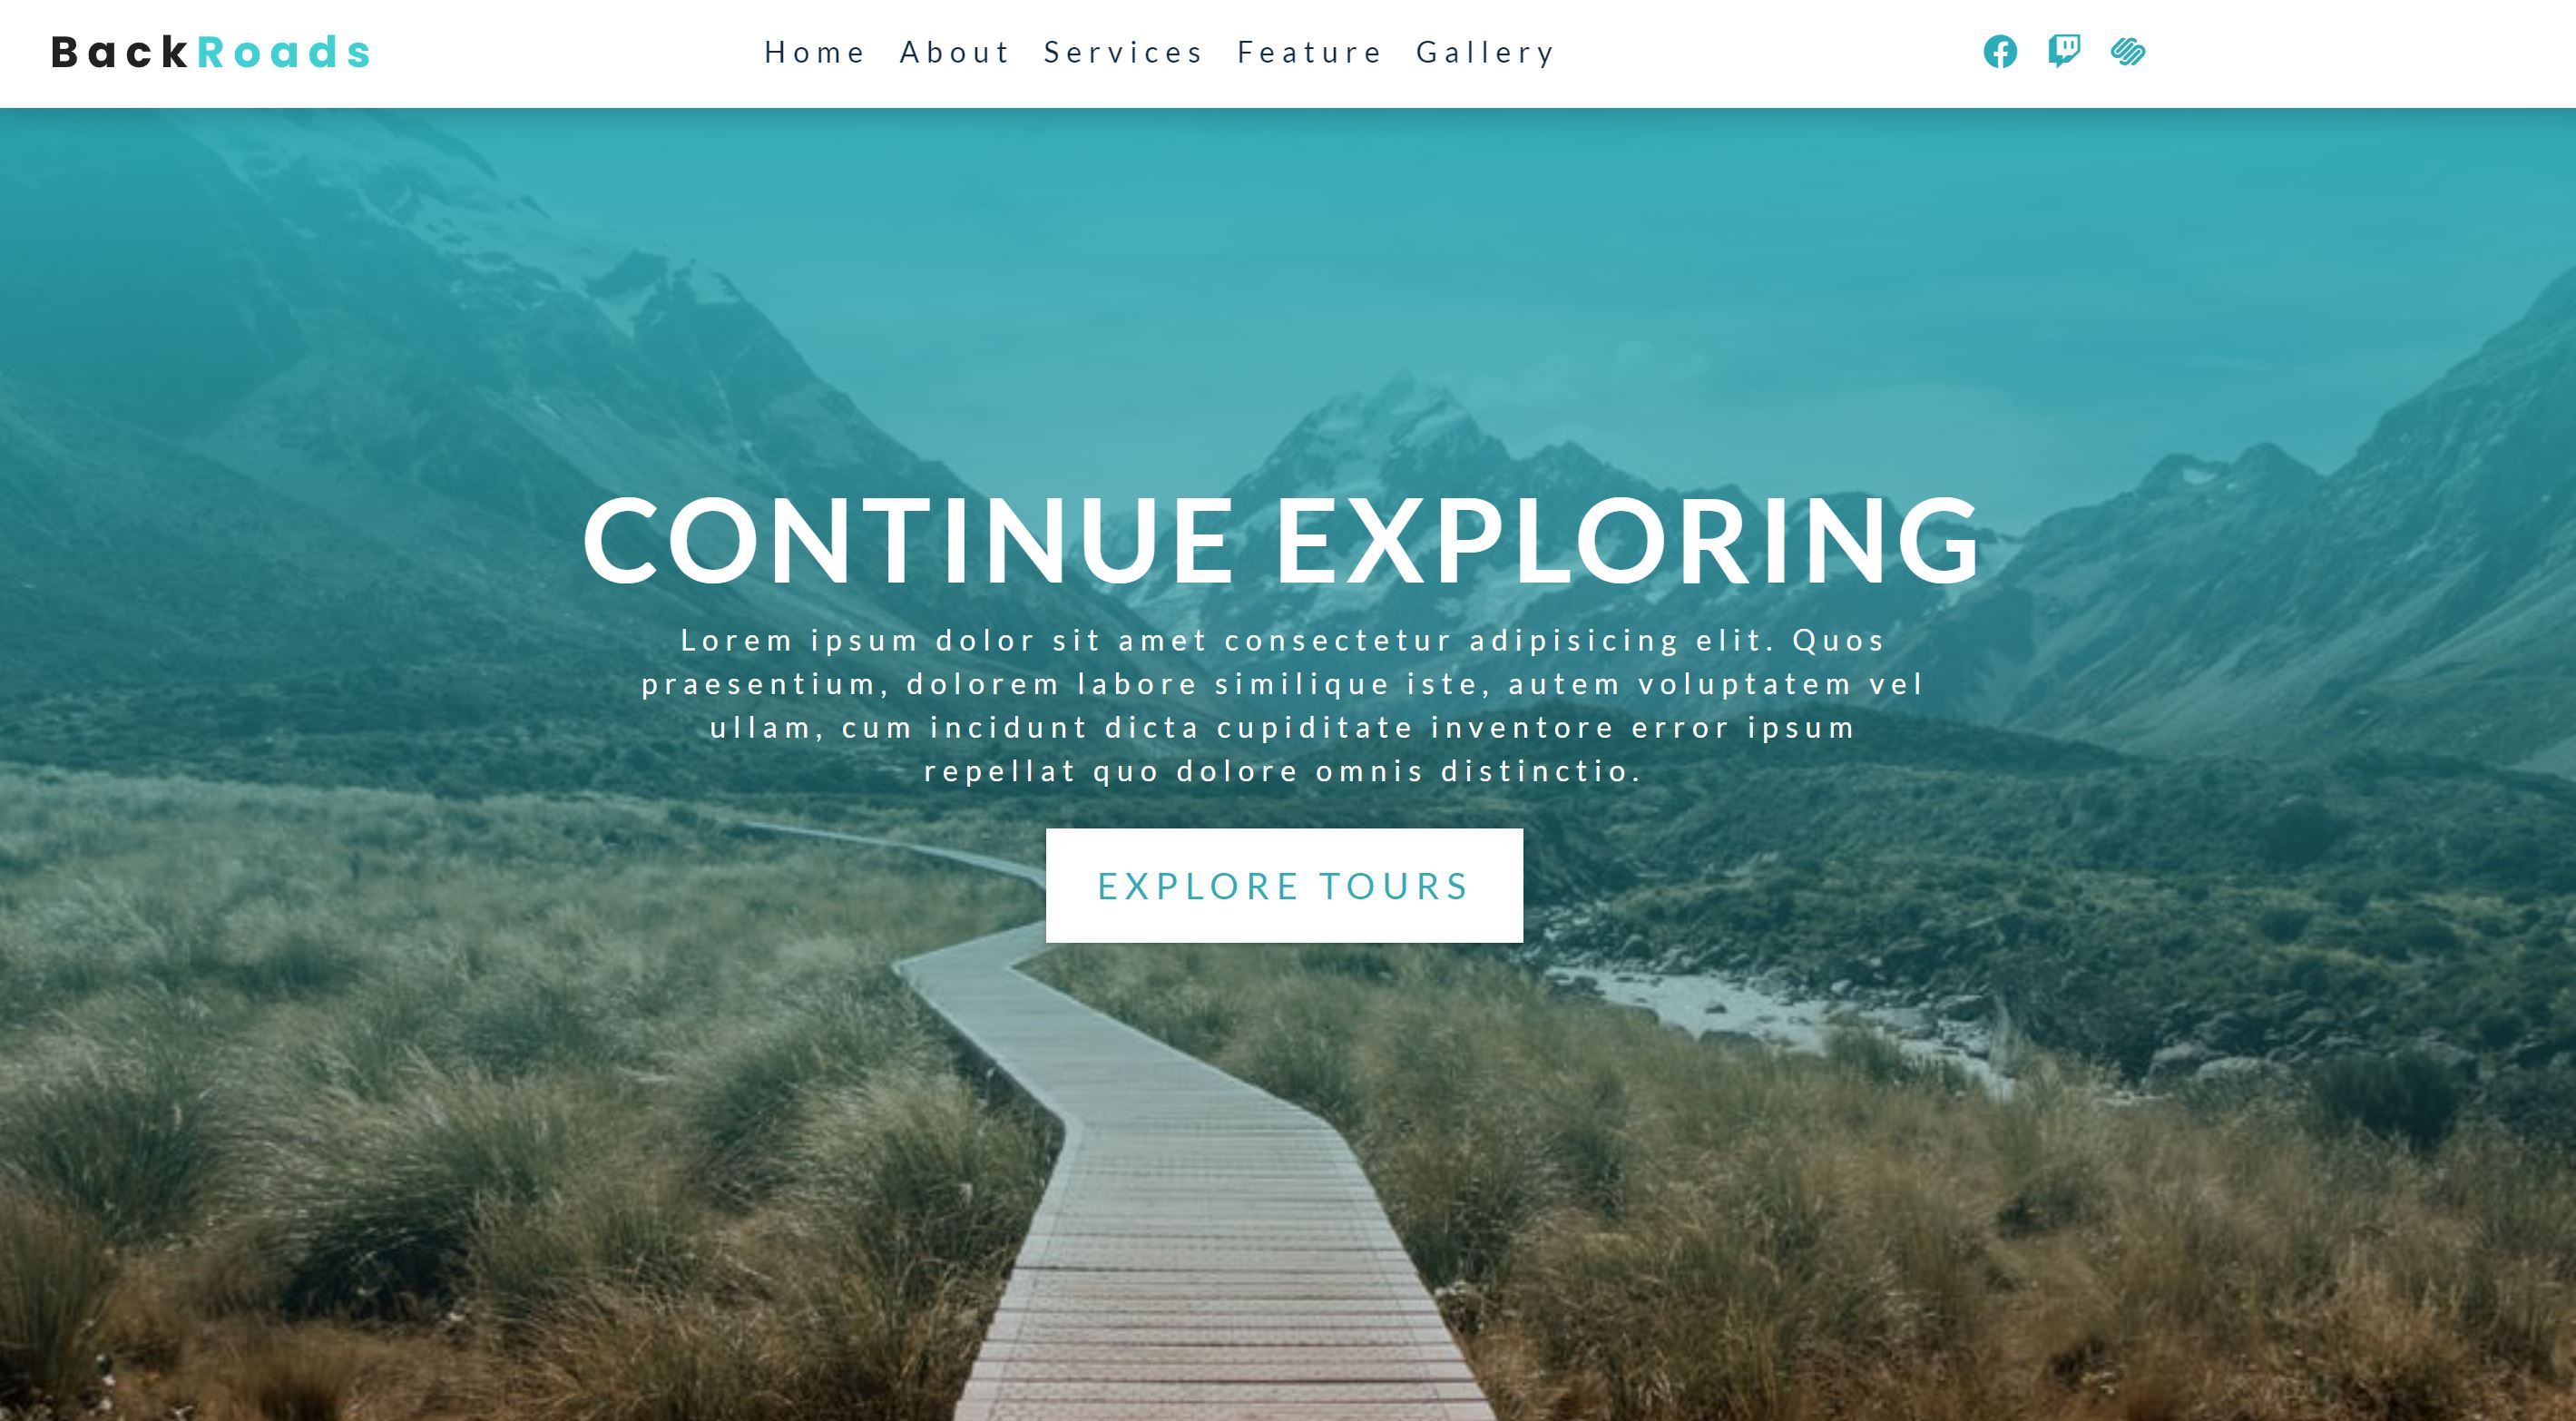 BackRoads
Home About Services Feature Gallery
CONTINUE EXPLORING
Lorem ipsum dolor sit amet consectetur adipisicing elit. Quos
praesentium, dolorem labore similique iste, autem voluptatem vel
ullam, cum incidunt dicta cupiditate inventore error ipsum
repellat quo dolore omnis distinctio.
EXPLORE TOURS